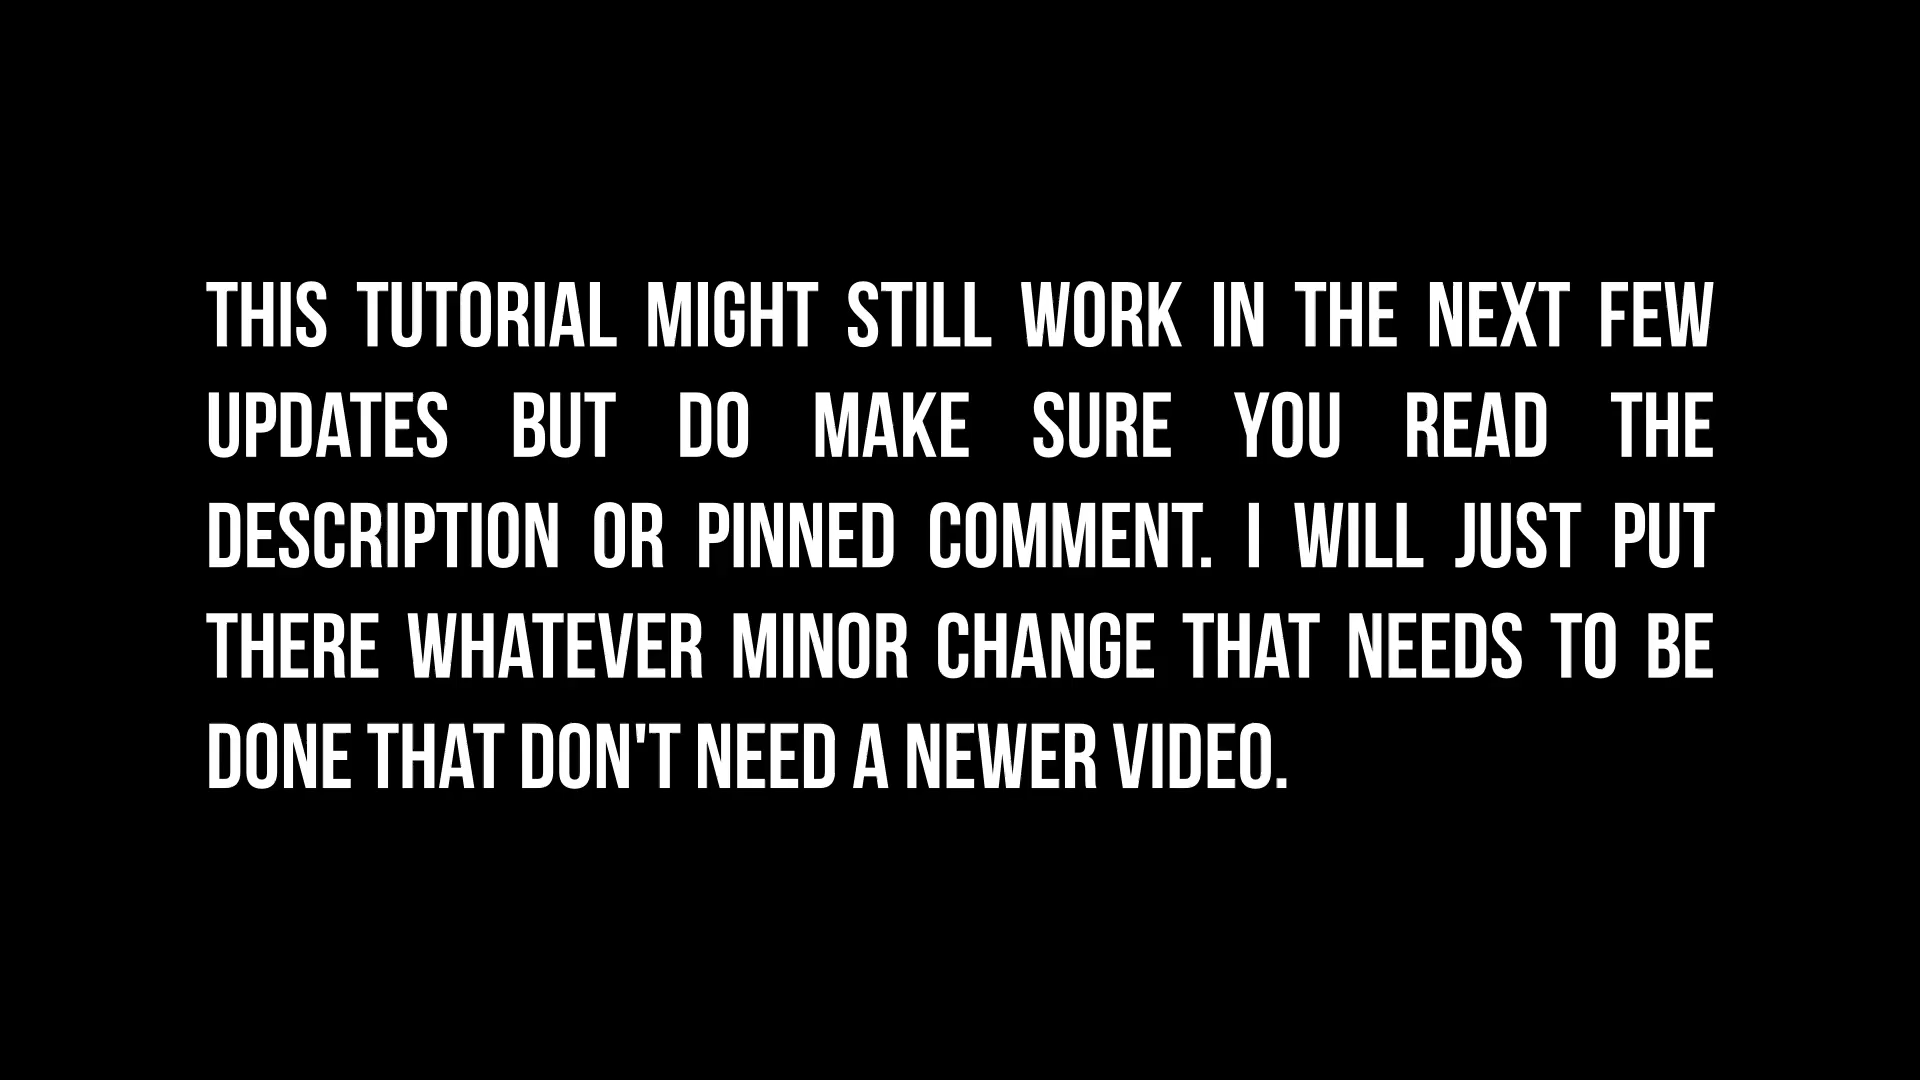 THIS TUTORIAL MIGHT STILL WORK IN THE NEXT FEW
UPDATES BUT DO MAKE SURE YOU READ THE
DESCRIPTION OR PINNED COMMENT. I WILL JUST PUT
THERE WHATEVER MINOR CHANGE THAT NEEDS TO BE
DONE THAT DON'T NEED A NEWER VIDEO.